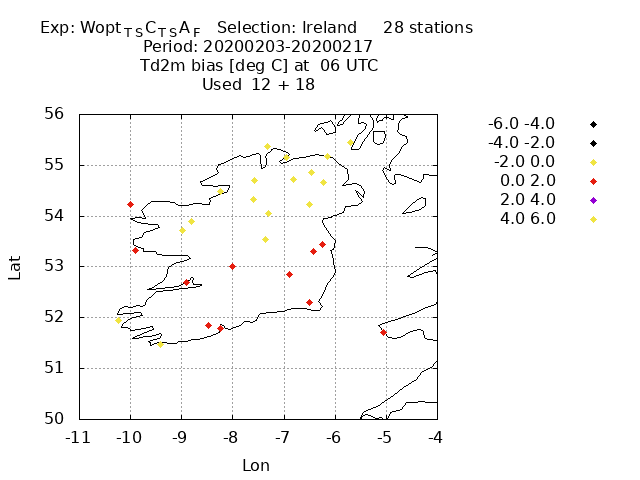 Exp: WoptTSCTSAF Selection: Ireland 28 stations
Period: 20200203-20200217
Td2m bias [deg C] at 06 UTC
Used 12 + 18
56
55
54
53
52
51
50
Lat
-11 -10 -9 -8 -7 -6 -5 -4
Lon
-6.0 -4.0
-4.0 -2.0
-2.0 0.0
0.0 2.0
2.0 4.0
4.0 6.0